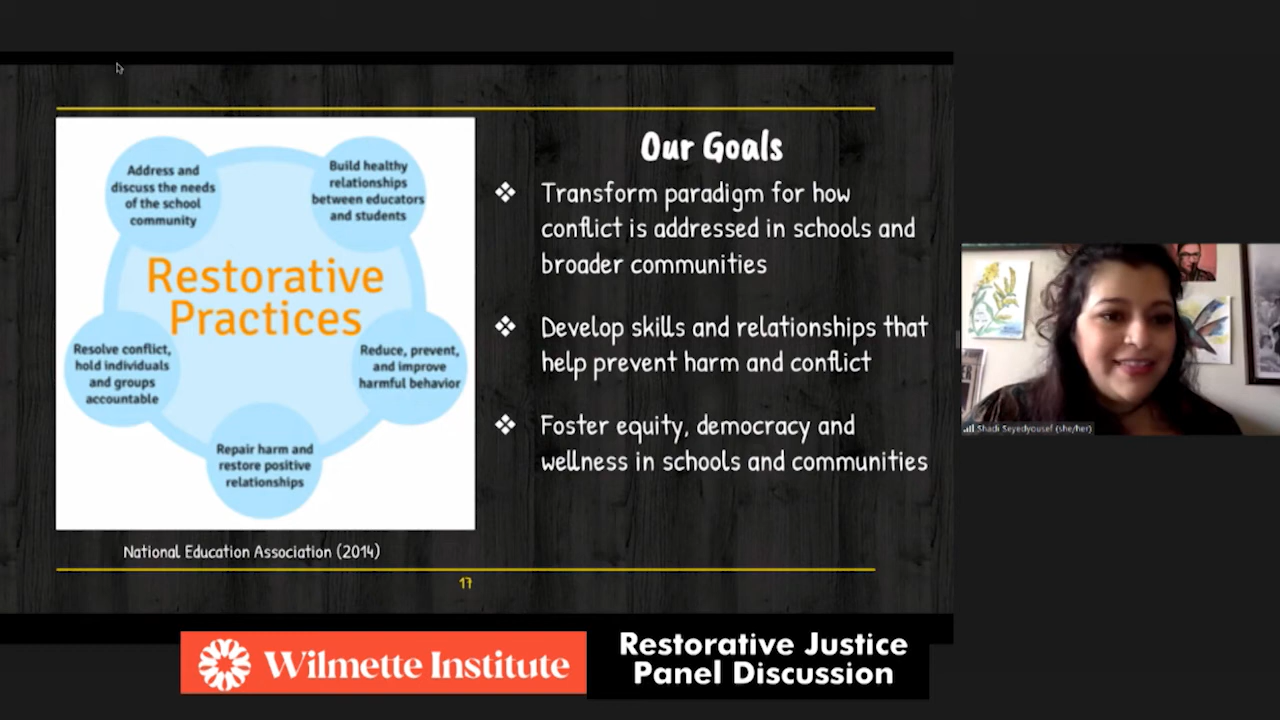 Address and
discuss the needs
of the school
community
Build healthy
relationships
between educators
and students
Restorative
Practices
Resolve conflict,
hold individuals
and groups
accountable
Reduce, prevent,
and improve
harmful behavior
Repair harm and
restore positive
relationships
National Education Association (2014)
Our Goals
❖ Transform paradigm for how
conflict is addressed in schools and
broader communities
❖ Develop skills and relationships that
help prevent harm and conflict
❖ Foster equity, democracy and
wellness in schools and communities
17
Shadi Seyedyousef (she/her)
Wilmette Institute
Restorative Justice
Panel Discussion